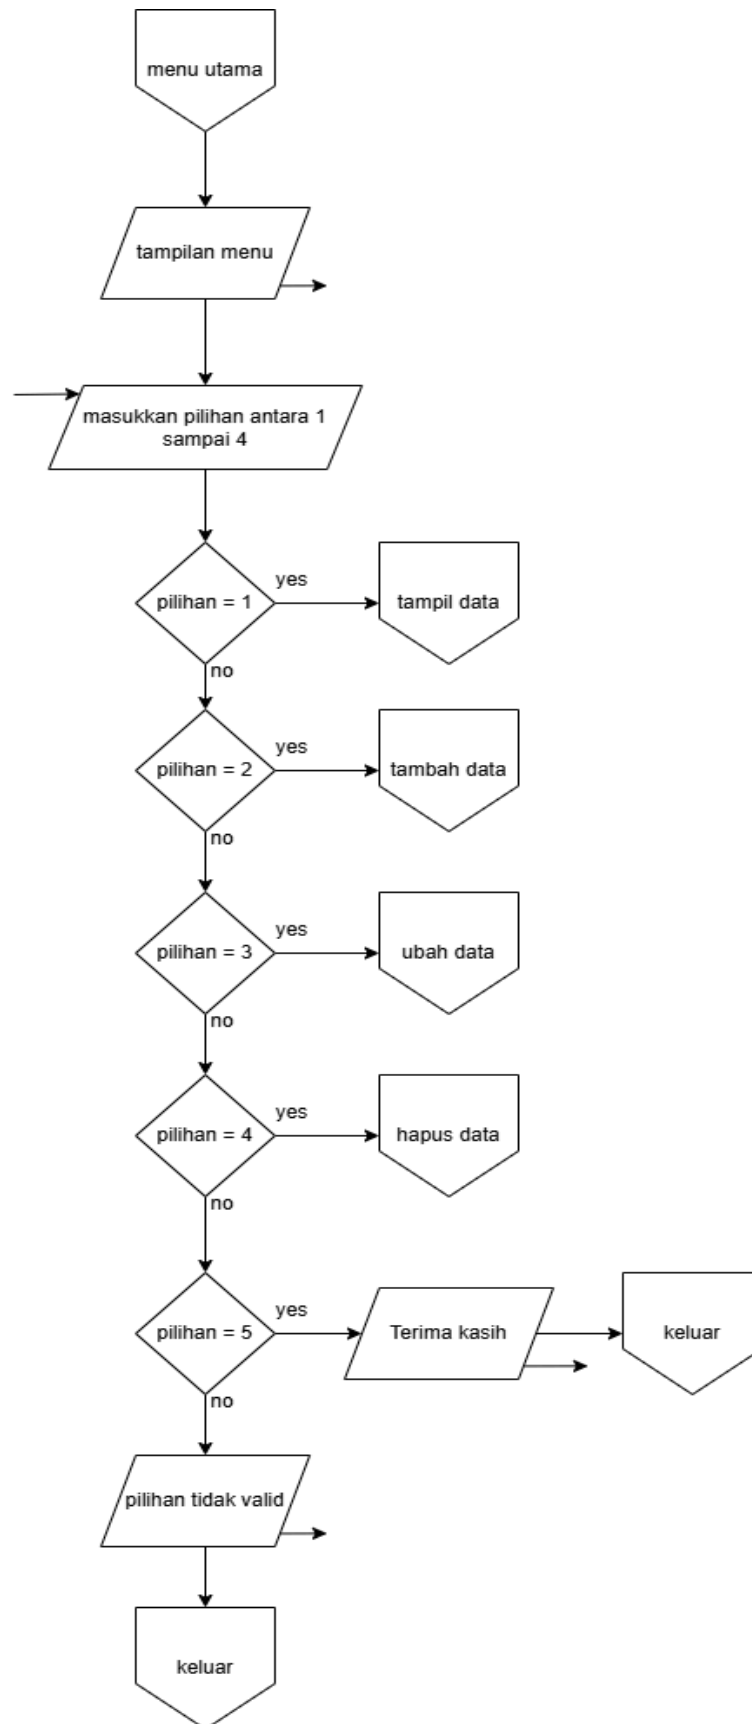 menu utama
tampilan menu
masukkan pilihan antara 1
sampai 4
pilihan = 1
yes
tampil data
no
pilihan = 2
yes
tambah data
no
pilihan = 3
yes
ubah data
no
pilihan = 4
yes
hapus data
no
pilihan = 5
yes
Terima kasih
keluar
no
pilihan tidak valid
keluar